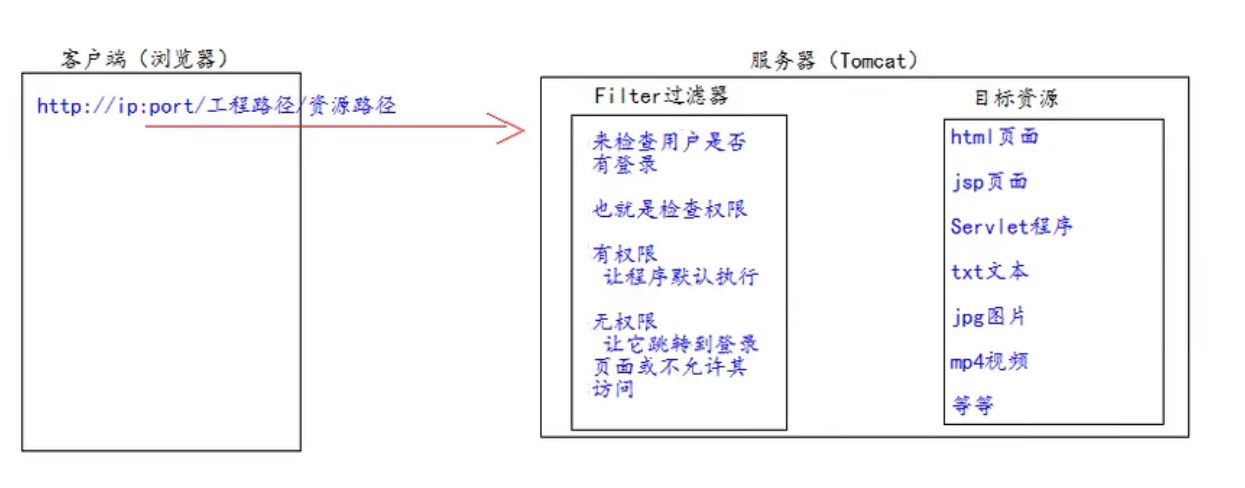 客户端（浏览器）
http://ip:port/工程路径/资源路径
服务器（Tomcat）
Filter过滤器
来检查用户是否
有登录
也就是检查权限
有权限
让程序默认执行
无权限
让它跳转到登录
页面或不允许其
访问
目标资源
html页面
jsp页面
Servlet程序
txt文本
jpg图片
mp4视频
等等